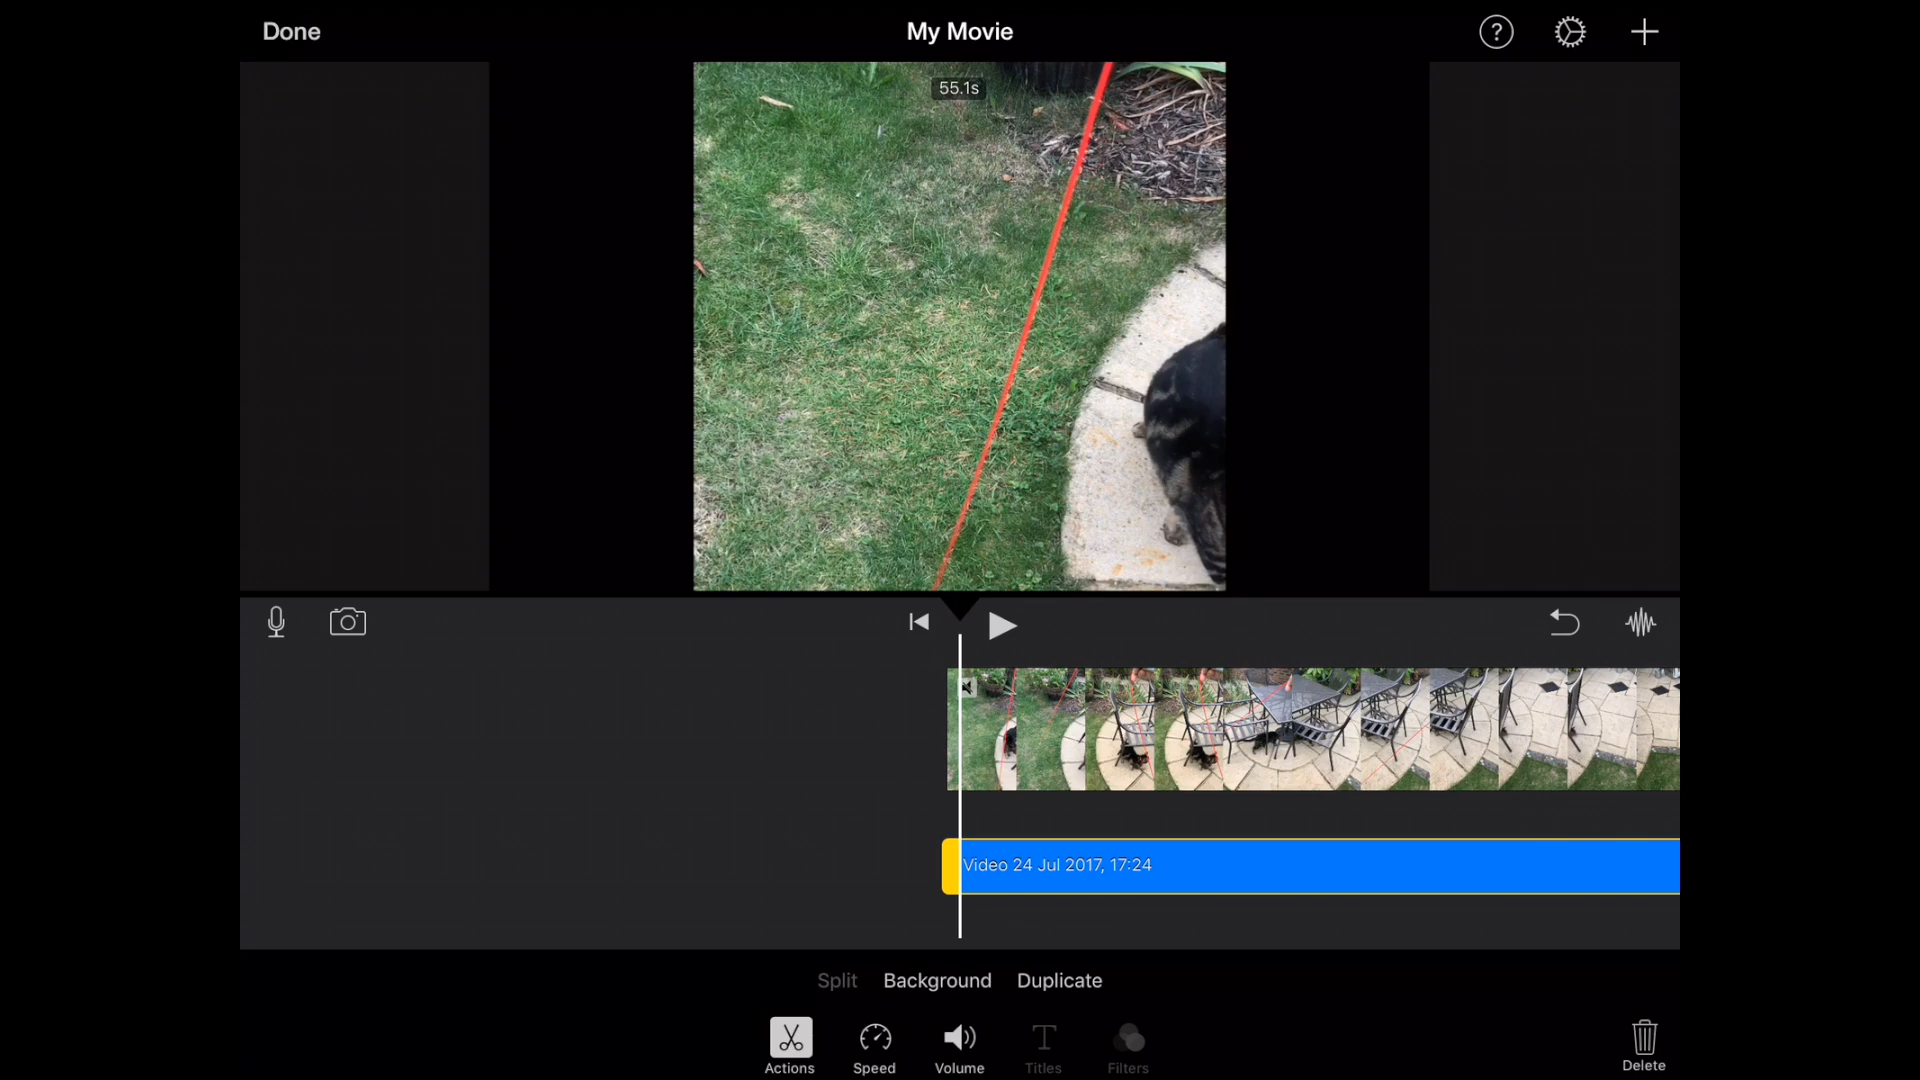 Done
My Movie
?
55.1s
Video 24 Jul 2017, 17:24
Split
Background
Duplicate
Actions
Speed
Volume
T
Titles
Filters
Delete